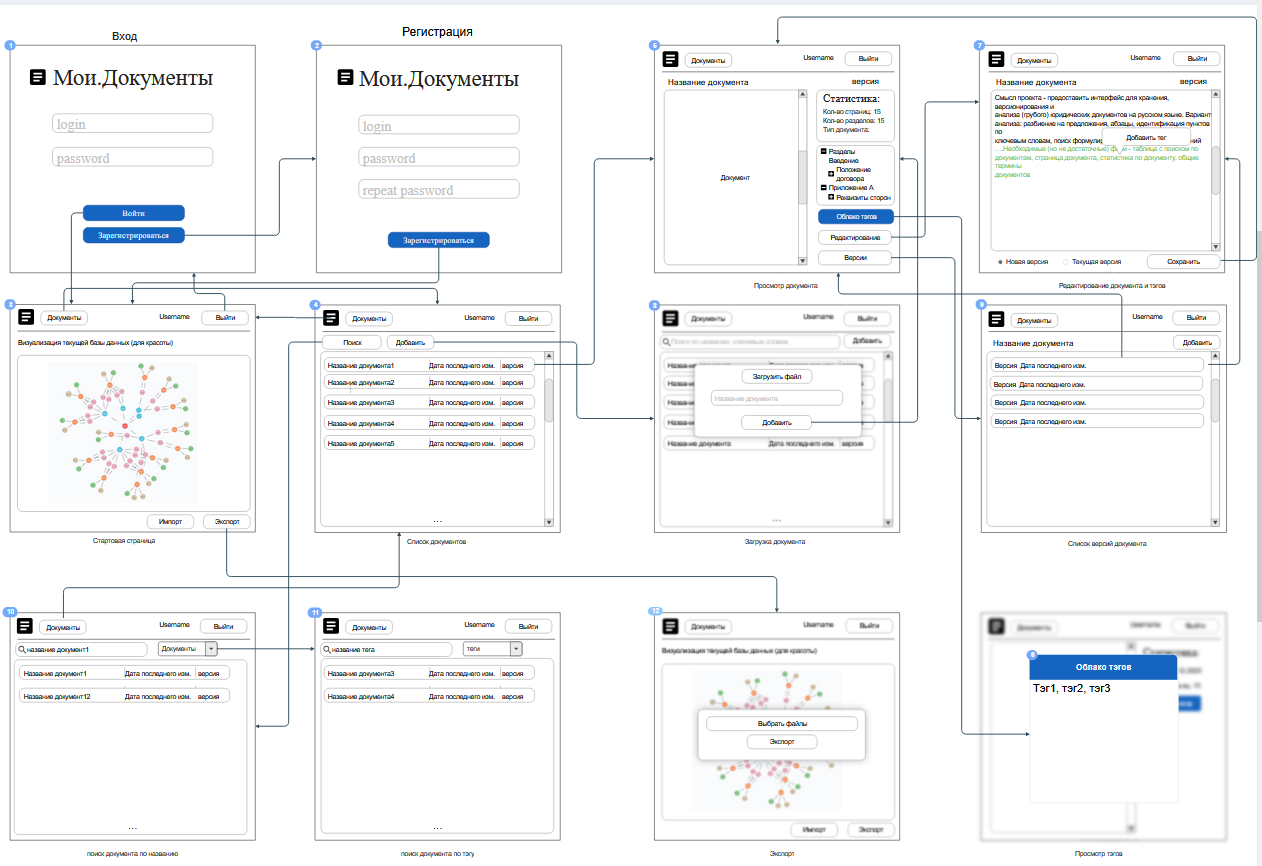 Вход
1
Мои.Документы
login
password
Войти
Зарегистрироваться
Регистрация
2
Мои.Документы
login
password
repeat password
Зарегистрироваться
Документы
Username
Выйти
Название документа
версия
Документ
Статистика:
Кол-во страниц: 15
Кол-во разделов: 15
Тип документа:
Разделы
Введение
Положение
договора
Приложение А
Реквизиты сторон
Облако тэгов
Редактирование
Версии
Просмотр документа
7
Документы
Username
Выйти
Название документа
версия
Смысл проекта - предоставить интерфейс для хранения,
версионирования и
анализа (грубого) юридических документов на русском языке. Вариант
анализа: разбиение на предложения, абзацы, идентификация пунктов
по
ключевым словам, поиск
Добавить тег
...Необходимые (но не достаточные) - таблица с поиском по
документам, страница документа, статистика по документу, общие
термины
документов
Новая версия
Текущая версия
Сохранить
Редактирование документа и тэгов
3
Документы
Username
Выйти
Визуализация текущей базы данных (для красоты)
Импорт
Экспорт
Стартовая страница
4
Документы
Username
Выйти
Поиск
Добавить
Название документа1 Дата последнего изм. версия
Название документа2 Дата последнего изм. версия
Название документа3 Дата последнего изм. версия
Название документа4 Дата последнего изм. версия
Название документа5 Дата последнего изм. версия
...
Список документов
Документы
Username
Выйти
Поиск по названию, ключевым словам
Добавить
Загрузить файл
Название документа
Добавить
Название документа Дата последнего изм. версия
...
Загрузка документа
9
Документы
Username
Выйти
Название документа
Добавить
Версия Дата последнего изм.
Версия Дата последнего изм.
Версия Дата последнего изм.
Версия Дата последнего изм.
Список версий документа
10
Документы
Username
Выйти
название документ1
Документы
Название документ1 Дата последнего изм. версия
Название документ12 Дата последнего изм. версия
...
поиск документа по названию
11
Документы
Username
Выйти
название тега
теги
Название документа3 Дата последнего изм. версия
Название документа4 Дата последнего изм. версия
...
поиск документа по тэгу
12
Документы
Username
Выйти
Визуализация текущей базы данных (для красоты)
Выбрать файлы
Экспорт
Импорт
Экспорт
Экспорт
Документы
Username
Выйти
Статистика:
Облако тэгов
Тэг1, тэг2, тэг3
Просмотр тэгов